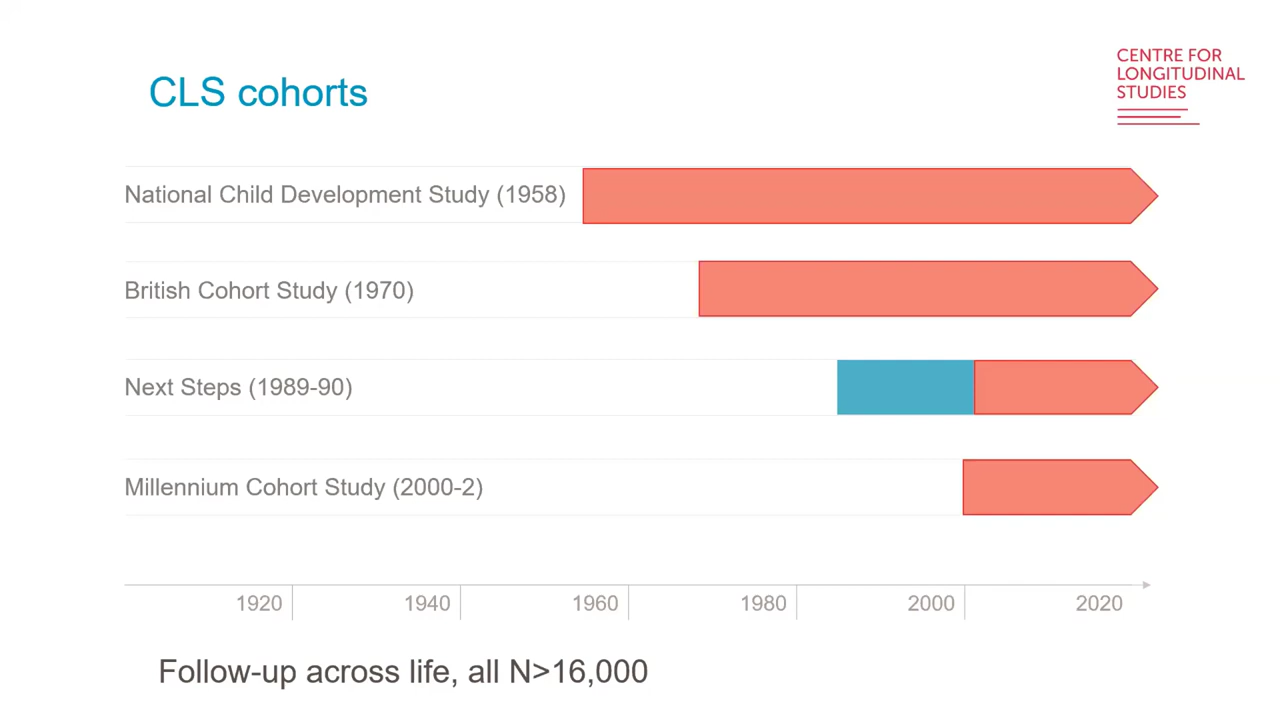 CLS cohorts
CENTRE FOR
LONGITUDINAL
STUDIES
National Child Development Study (1958)
British Cohort Study (1970)
Next Steps (1989-90)
Millennium Cohort Study (2000-2)
1920 1940 1960 1980 2000 2020
Follow-up across life, all N>16,000